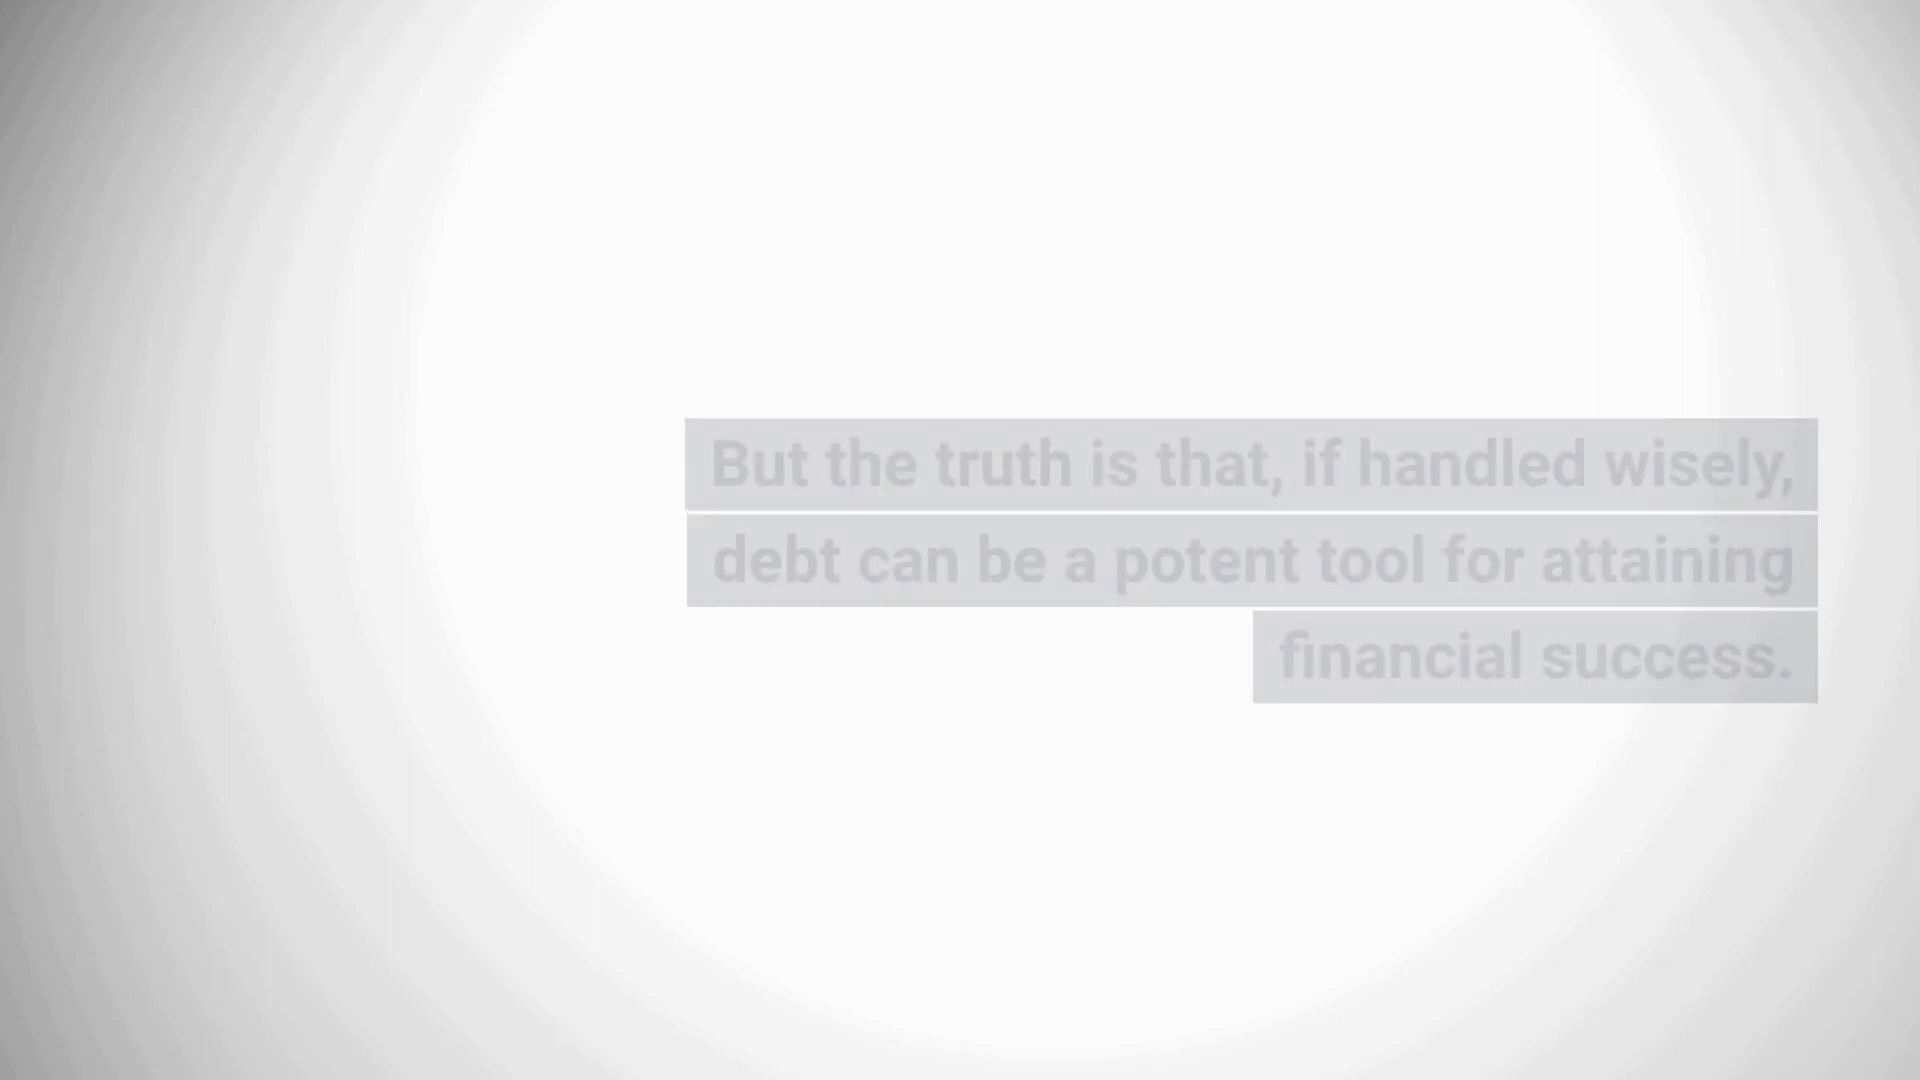 But the truth is that, if handled wisely,
debt can be a potent tool for attaining
financial success.